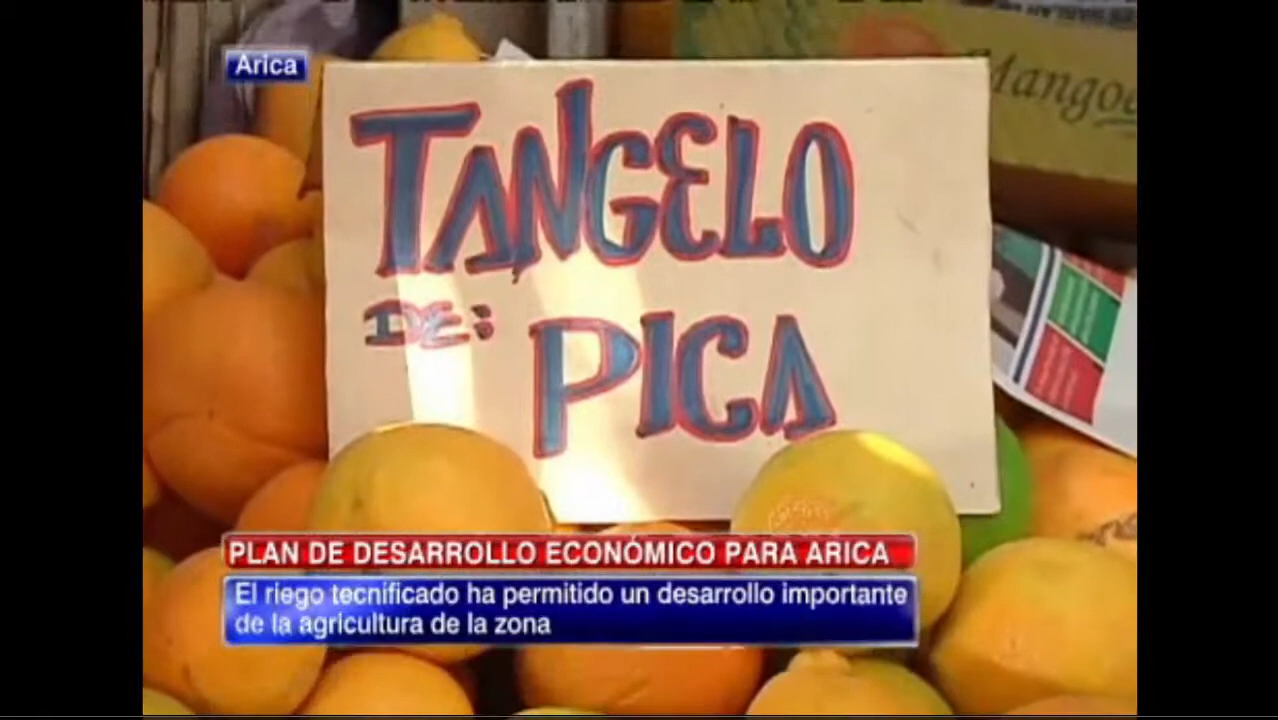 Arica
Mangoe
TANGELO
DE:
PICA
PLAN DE DESARROLLO ECONÓMICO PARA ARICA
El riego tecnificado ha permitido un desarrollo importante
de la agricultura de la zona